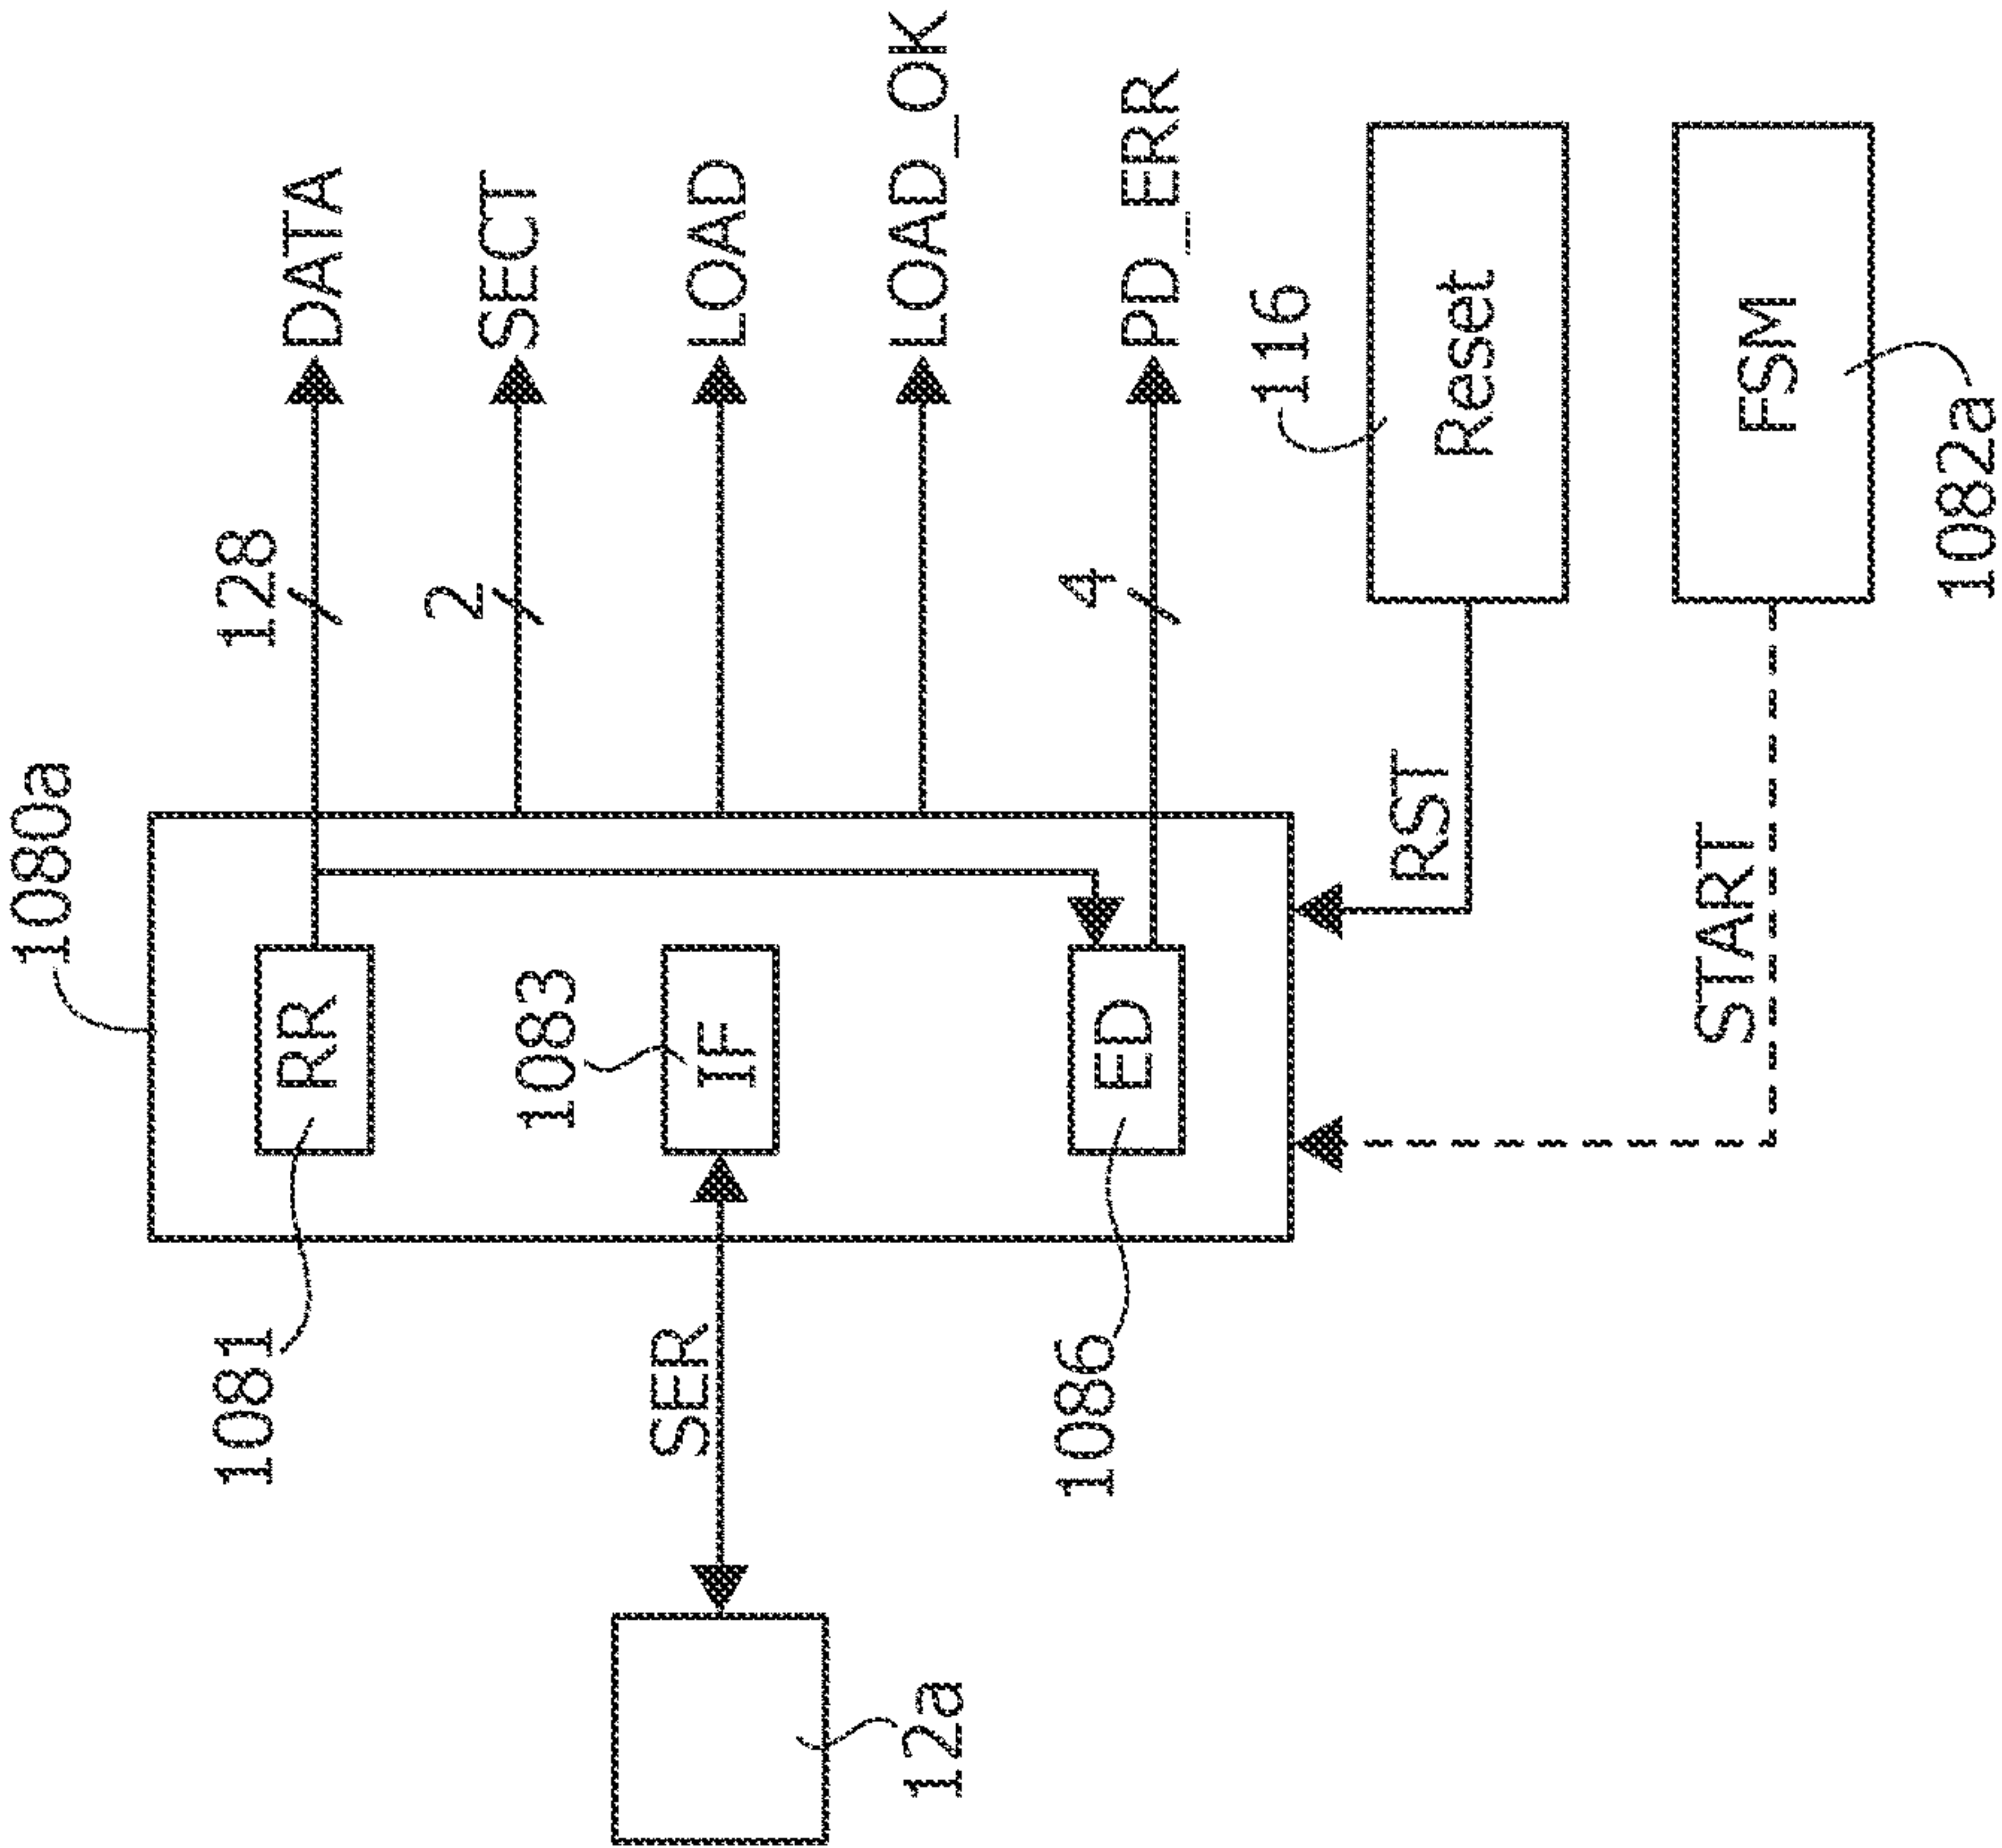 1080a
128
DATA
RR
1081
2
SECT
1083
IF
SER
LOAD
12a
LOAD_OK
ED
1086
4
PD_ERR
RST
116
Reset
START
FSM
1082a